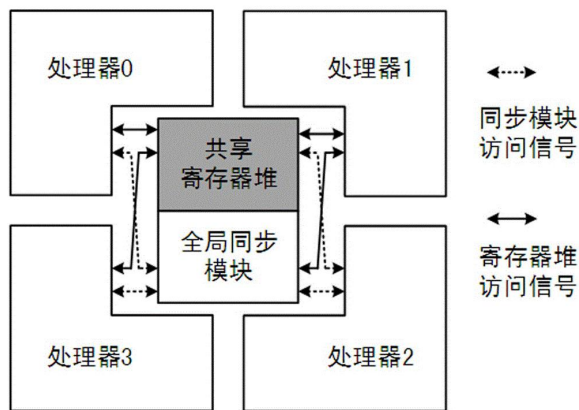 处理器0
处理器1
同步模块
访问信号
共享
寄存器堆
全局同步
模块
寄存器堆
访问信号
处理器3
处理器2